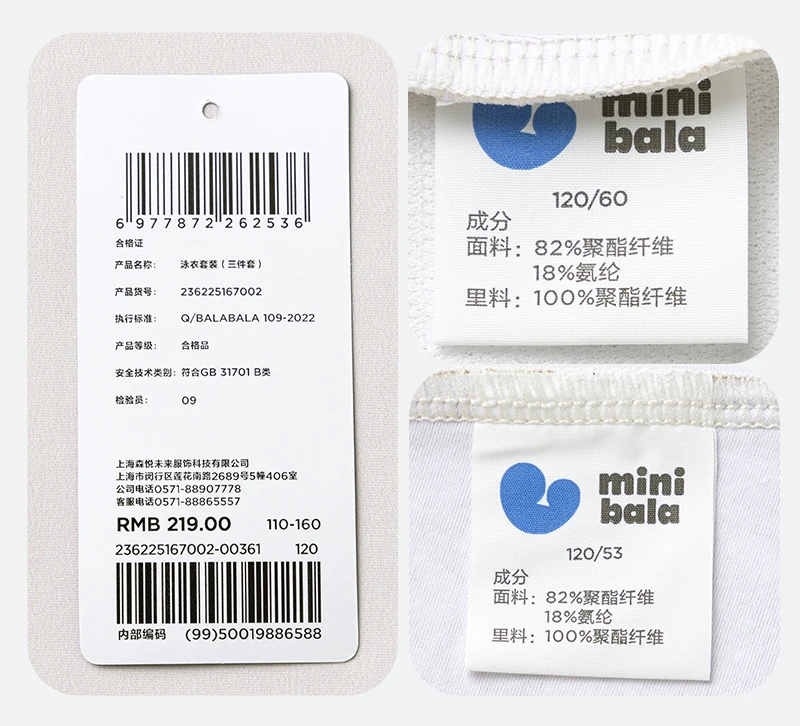 6 977872 262536
合格证
产品名称： 泳衣套装（三件套）
产品货号： 236225167002
执行标准： Q/BALABALA 109-2022
产品等级： 合格品
安全技术类别：符合GB 31701 B类
检验员： 09
上海森悦未来服饰科技有限公司
上海市闵行区莲花南路2689号5幢406室
公司电话0571-88907778
客服电话0571-88865557
RMB 219.00 110-160
236225167002-00361 120
内部编码 (99)50019886588
mini
bala
120/60
成分
面料：82%聚酯纤维
18%氨纶
里料：100%聚酯纤维
mini
bala
120/53
成分
面料：82%聚酯纤维
18%氨纶
里料：100%聚酯纤维